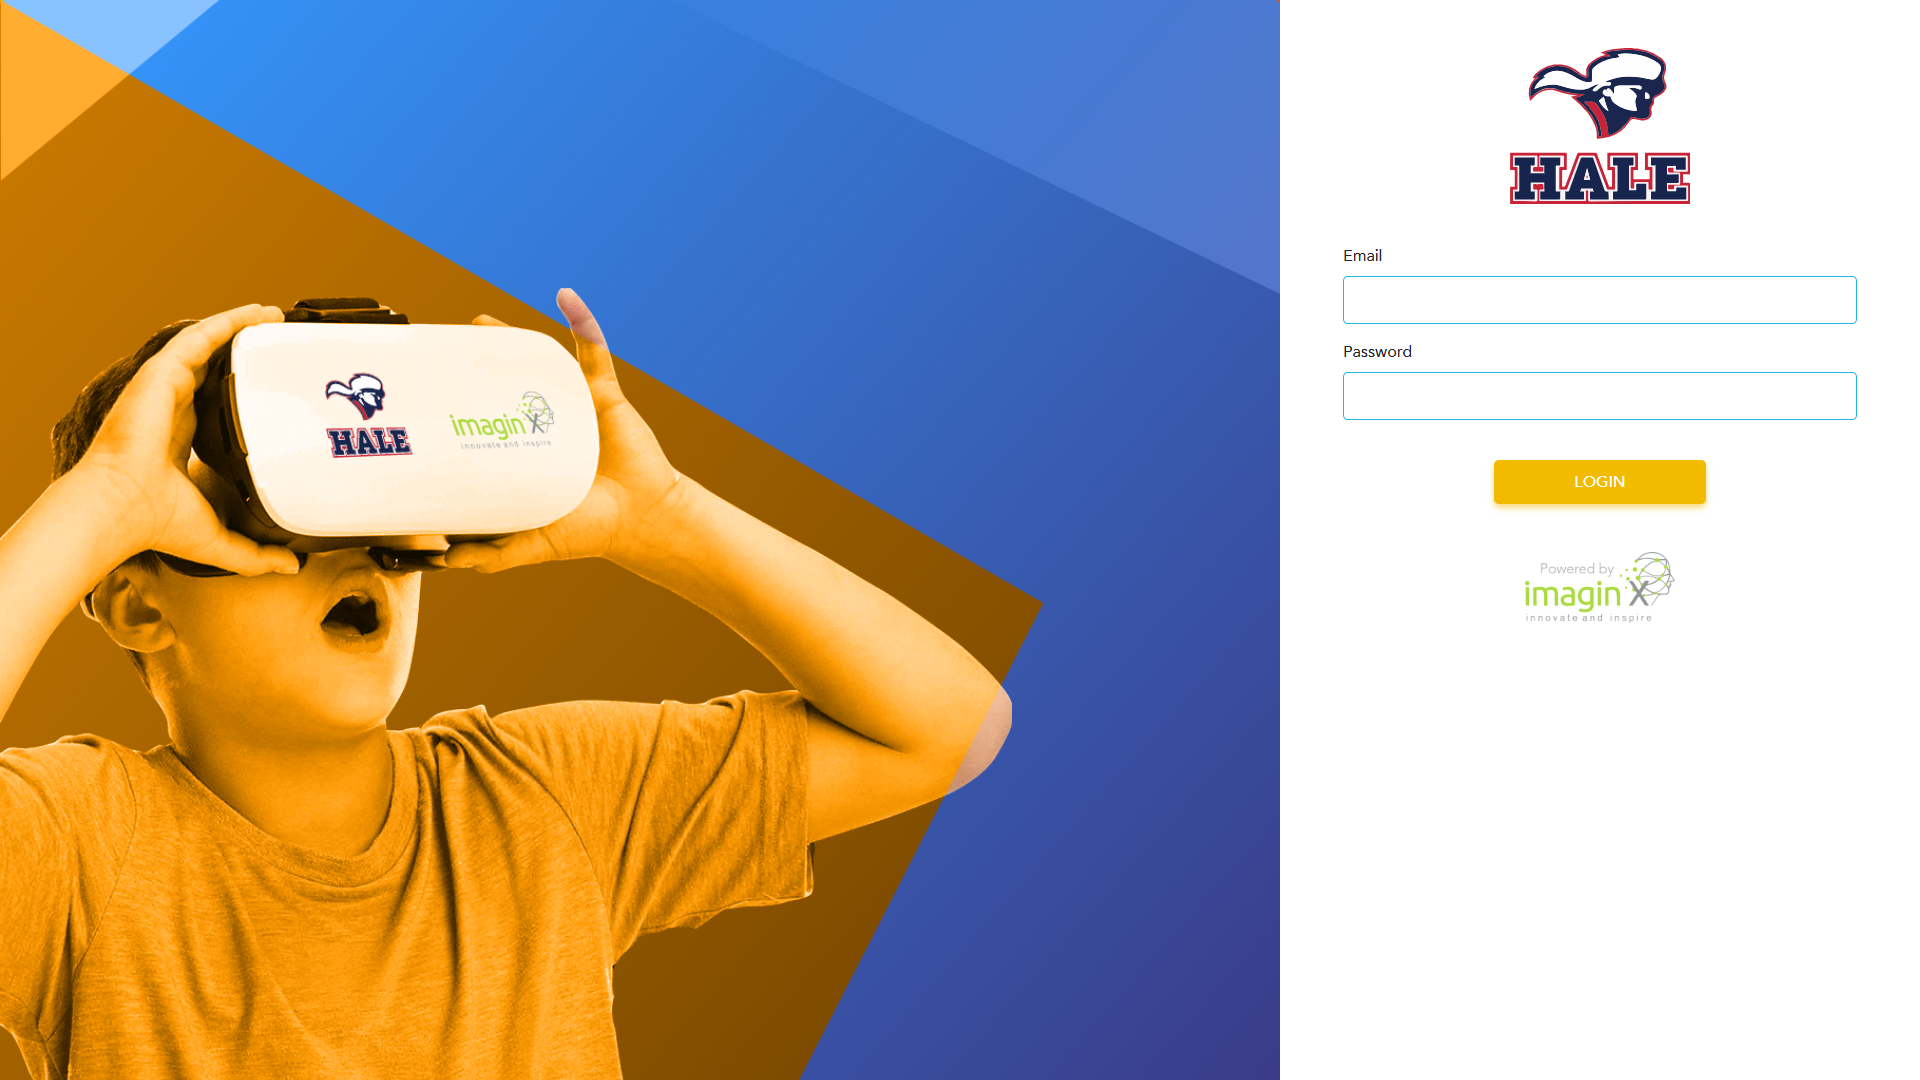 HALE
imaginX
innovate and inspire
HALE
Email
Password
LOGIN
Powered by
imaginX
innovate and inspire